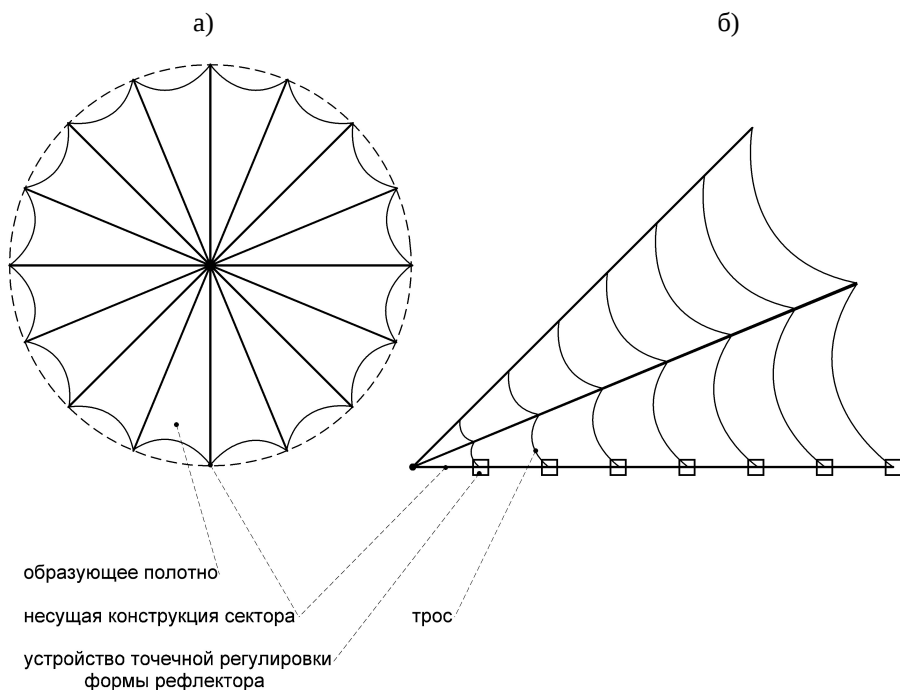 а)
б)
образующее полотно
несущая конструкция сектора
трос
устройство точечной регулировки
формы рефлектора